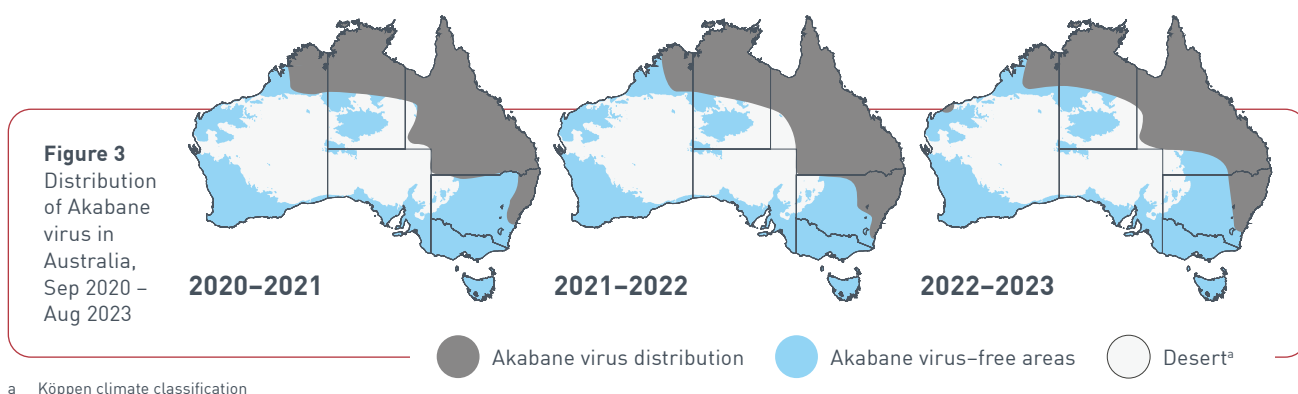 Figure 3
Distribution
of Akabane
virus in
Australia,
Sep 2020 –
Aug 2023
2020–2021
2021–2022
2022–2023
Akabane virus distribution
Akabane virus–free areas
Desertᵃ
a Köppen climate classification